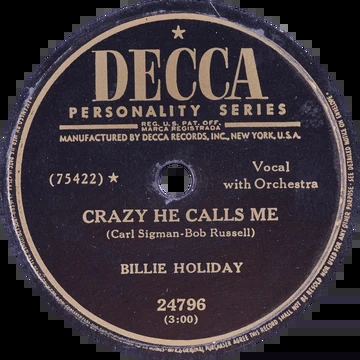 ★
DECCA
PERSONALITY SERIES
REG. U.S. PAT. OFF.
MARCA REGISTRADA
MANUFACTURED BY DECCA RECORDS, INC., NEW YORK, U.S.A.
(75422) ★
Vocal
with Orchestra
CRAZY HE CALLS ME
(Carl Sigman-Bob Russell)
BILLIE HOLIDAY
24796
(3:00)